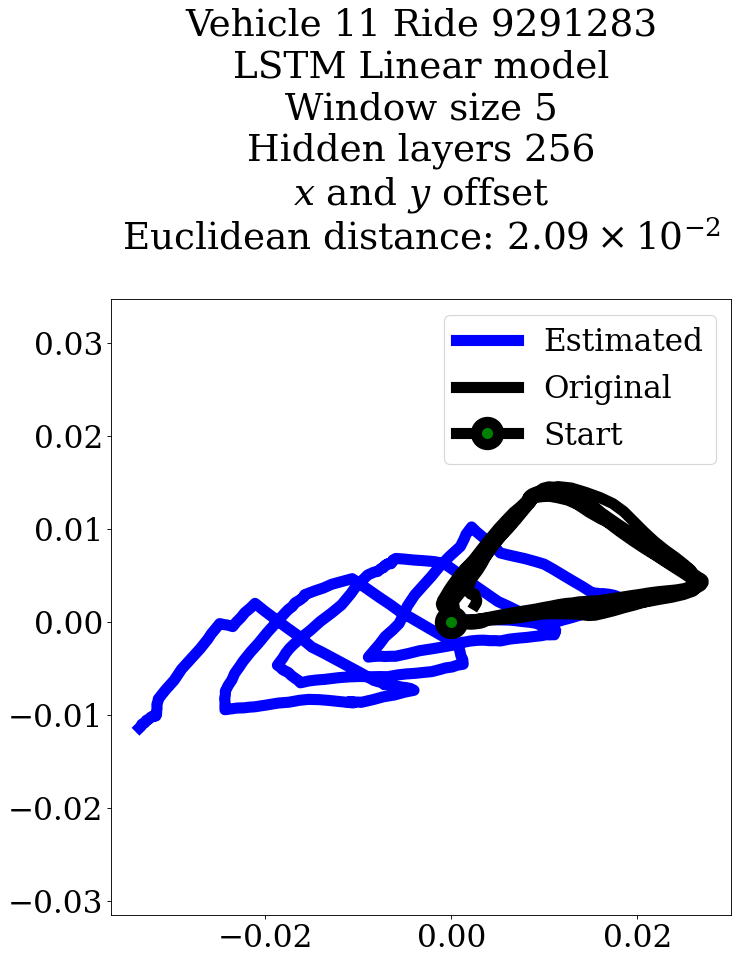 Vehicle 11 Ride 9291283
LSTM Linear model
Window size 5
Hidden layers 256
x and y offset
Euclidean distance: 2.09 × 10⁻²
Estimated
Original
Start
0.03
0.02
0.01
0.00
−0.01
−0.02
−0.03
−0.02
0.00
0.02